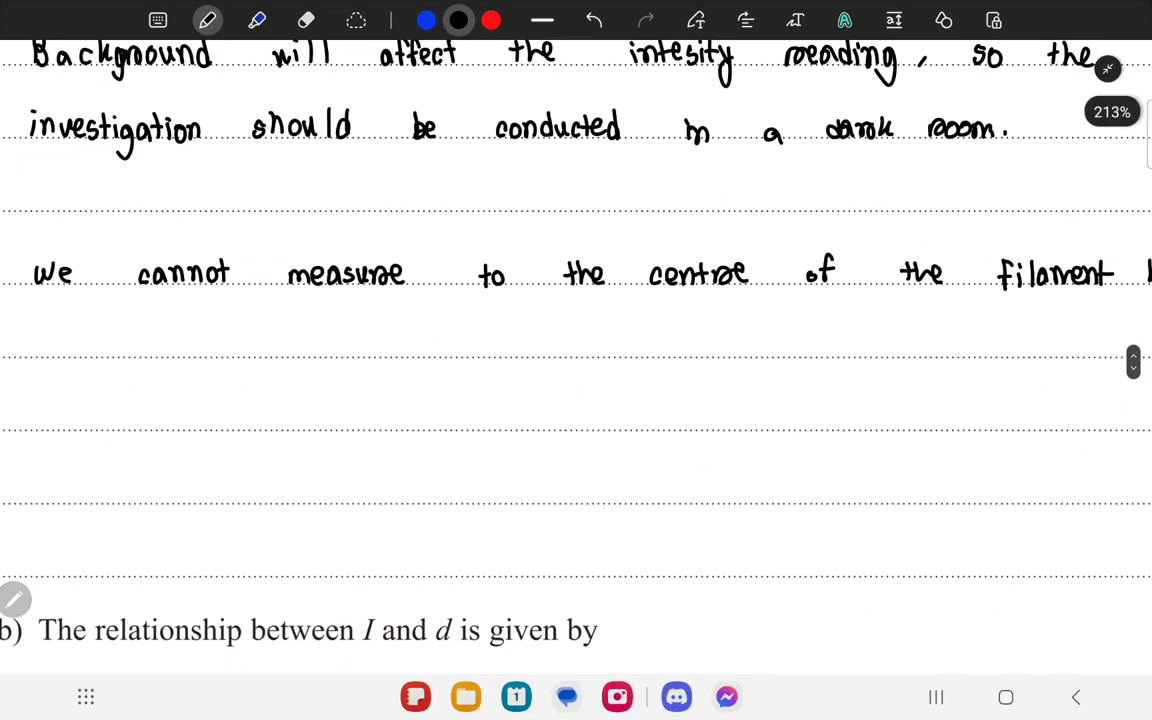 213%
Background will affect the intesity reading, so the
investigation should be conducted in a dark room.
we cannot measure to the centre of the filament
b) The relationship between I and d is given by